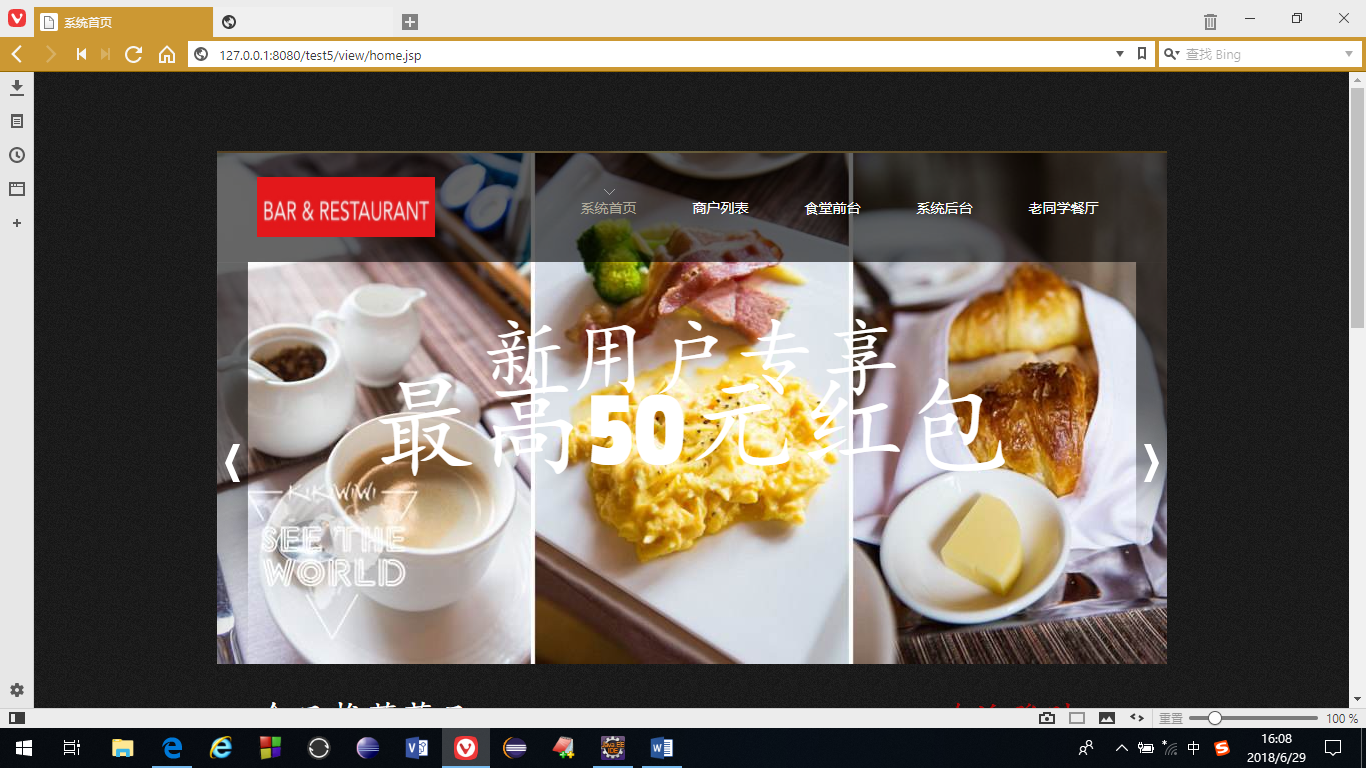 系统首页
127.0.0.1:8080/test5/view/home.jsp
查找 Bing
BAR & RESTAURANT
系统首页 商户列表 食堂前台 系统后台 老同学餐厅
新用户专享
最高50元红包
KIKIWIWI
SEE THE
WORLD
重置 100 %
中
16:08
2018/6/29